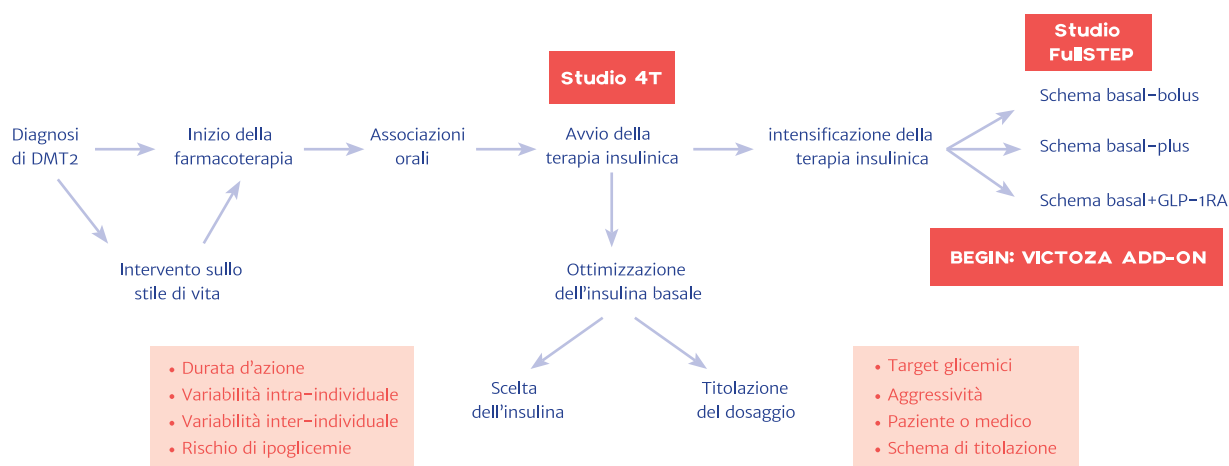 Studio
FullSTEP
Studio 4T
Schema basal-bolus
Diagnosi
di DMT2
Inizio della
farmacoterapia
Associazioni
orali
Avvio della
terapia insulinica
intensificazione della
terapia insulinica
Schema basal-plus
Schema basal+GLP-1RA
BEGIN: VICTOZA ADD-ON
Intervento sullo
stile di vita
Ottimizzazione
dell'insulina basale
• Durata d'azione
• Variabilità intra-individuale
• Variabilità inter-individuale
• Rischio di ipoglicemie
Scelta
dell'insulina
Titolazione
del dosaggio
• Target glicemici
• Aggressività
• Paziente o medico
• Schema di titolazione